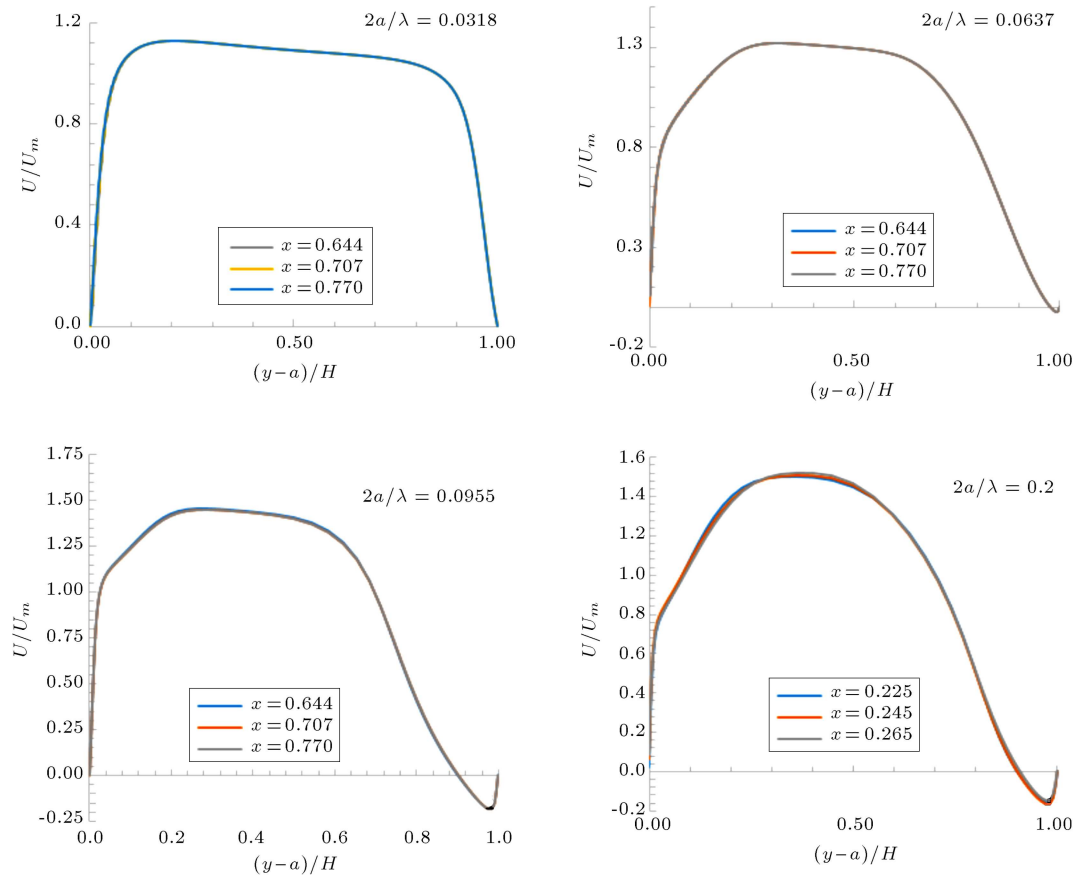 2a/λ = 0.0318
U/Um
1.2
0.8
0.4
0.0
x = 0.644
x = 0.707
x = 0.770
0.00 0.50 1.00
(y−a)/H
2a/λ = 0.0637
U/Um
1.3
0.8
0.3
-0.2
x = 0.644
x = 0.707
x = 0.770
0.00 0.50 1.00
(y−a)/H
2a/λ = 0.0955
U/Um
1.75
1.50
1.25
1.00
0.75
0.50
0.25
0.00
-0.25
x = 0.644
x = 0.707
x = 0.770
0.0 0.2 0.4 0.6 0.8 1.0
(y−a)/H
2a/λ = 0.2
U/Um
1.6
1.4
1.2
1.0
0.8
0.6
0.4
0.2
0.0
-0.2
x = 0.225
x = 0.245
x = 0.265
0.00 0.50 1.00
(y−a)/H